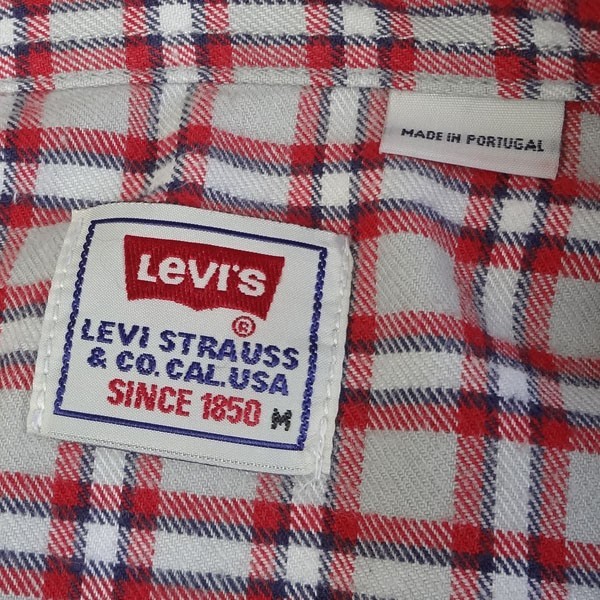 MADE IN PORTUGAL
Levi's
®
LEVI STRAUSS
& CO. CAL. USA
SINCE 1850 M